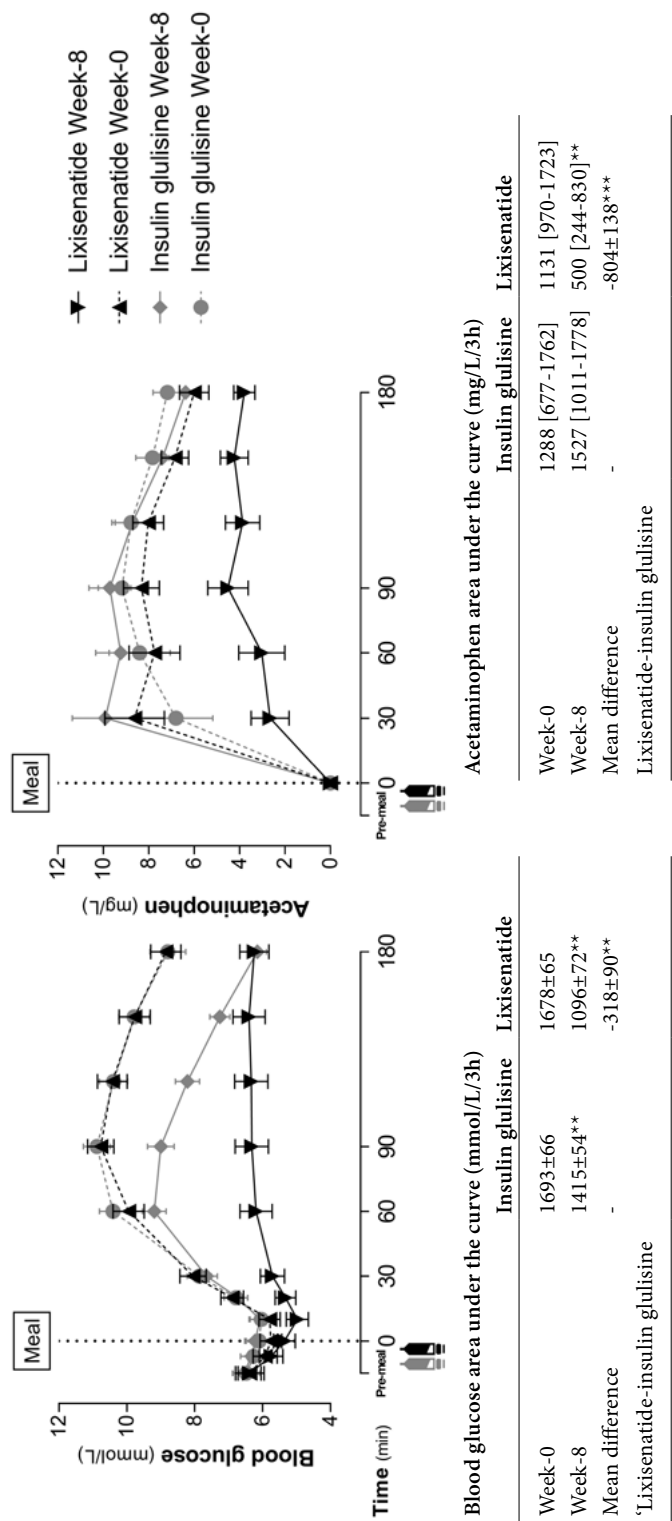 Meal
12
10
8
6
4
Blood glucose (mmol/L)
Pre-meal 0 30 60 90 180
Time (min)
Meal
12
10
8
6
4
2
0
Acetaminophen (mg/L)
Pre-meal 0 30 60 90 180
Lixisenatide Week-8
Lixisenatide Week-0
Insulin glulisine Week-8
Insulin glulisine Week-0
Blood glucose area under the curve (mmol/L/3h)
Insulin glulisine Lixisenatide
Week-0 1693±66 1678±65
Week-8 1415±54** 1096±72**
Mean difference - -318±90**
‘Lixisenatide-insulin glulisine
Acetaminophen area under the curve (mg/L/3h)
Insulin glulisine Lixisenatide
Week-0 1288 [677-1762] 1131 [970-1723]
Week-8 1527 [1011-1778] 500 [244-830]**
Mean difference - -804±138***
Lixisenatide-insulin glulisine